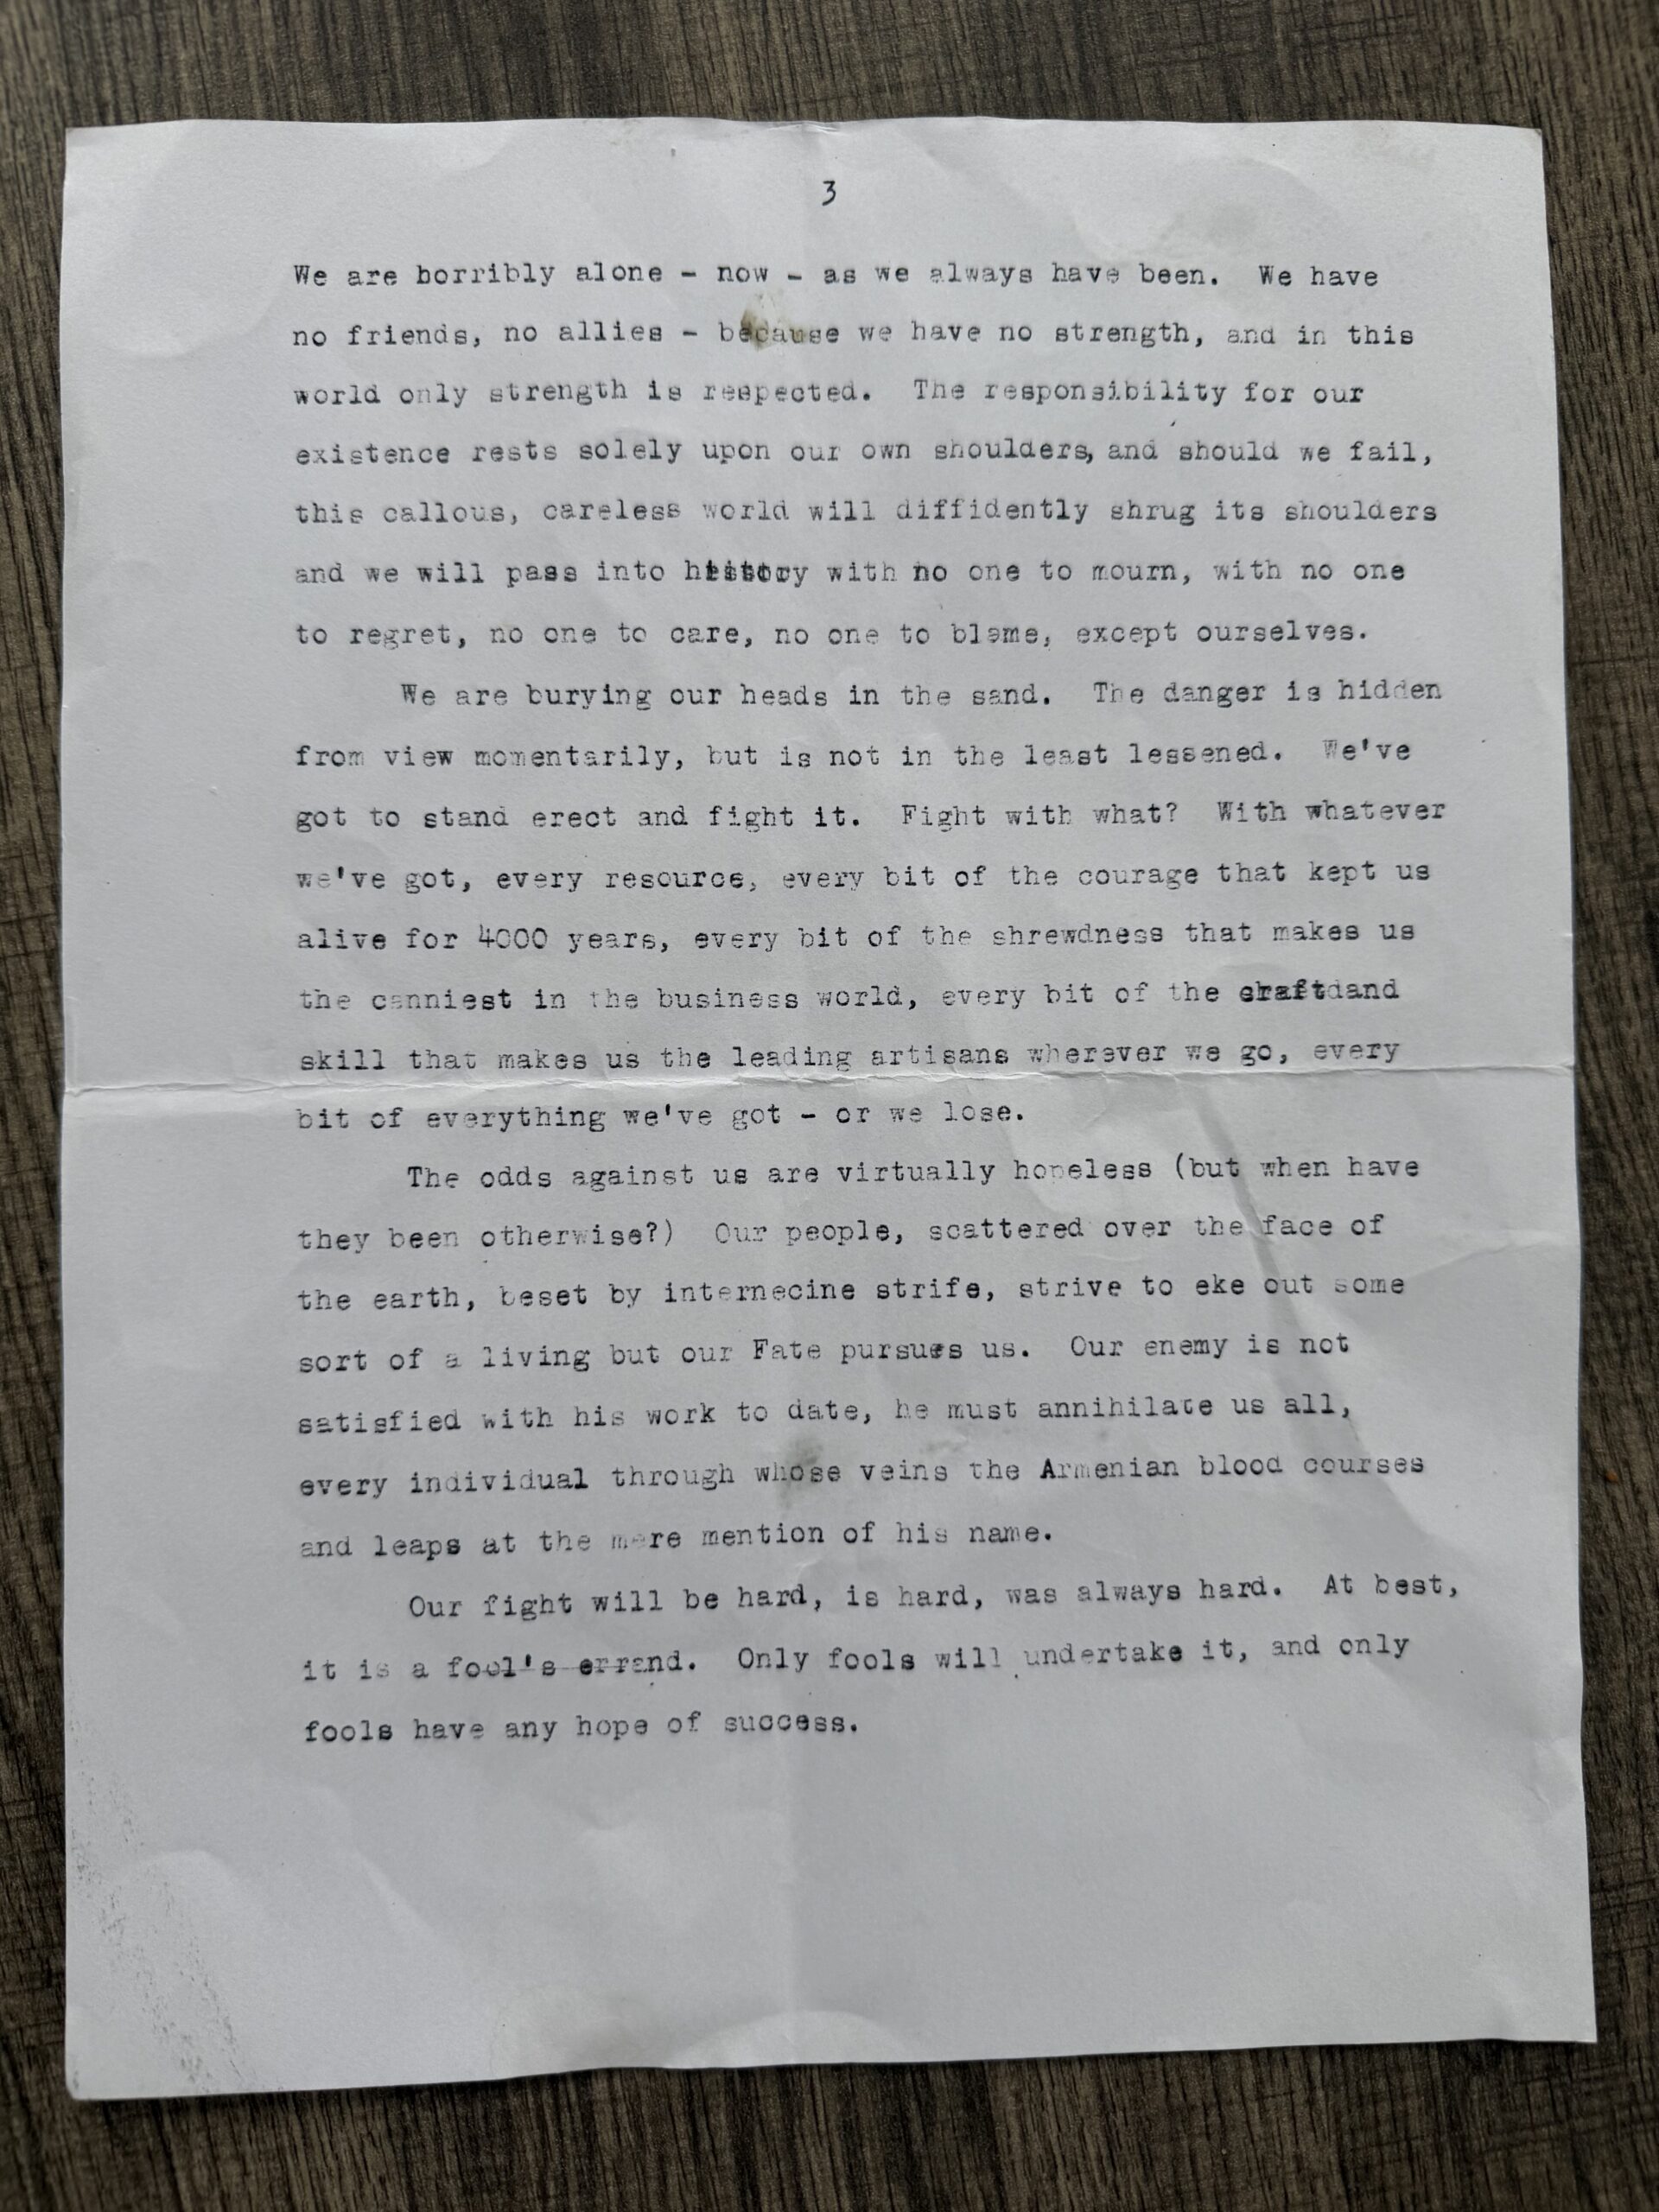 3
We are horribly alone - now - as we always have been. We have
no friends, no allies - because we have no strength, and in this
world only strength is respected. The responsibility for our
existence rests solely upon our own shoulders, and should we fail,
this callous, careless world will diffidently shrug its shoulders
and we will pass into history with no one to mourn, with no one
to regret, no one to care, no one to blame, except ourselves.
We are burying our heads in the sand. The danger is hidden
from view momentarily, but is not in the least lessened. We've
got to stand erect and fight it. Fight with what? With whatever
we've got, every resource, every bit of the courage that kept us
alive for 4000 years, every bit of the shrewdness that makes us
the canniest in the business world, every bit of the craft and
skill that makes us the leading artisans wherever we go, every
bit of everything we've got - or we lose.
The odds against us are virtually hopeless (but when have
they been otherwise?) Our people, scattered over the face of
the earth, beset by internecine strife, strive to eke out some
sort of a living but our Fate pursues us. Our enemy is not
satisfied with his work to date, he must annihilate us all,
every individual through whose veins the Armenian blood courses
and leaps at the mere mention of his name.
Our fight will be hard, is hard, was always hard. At best,
it is a fool's errand. Only fools will undertake it, and only
fools have any hope of success.